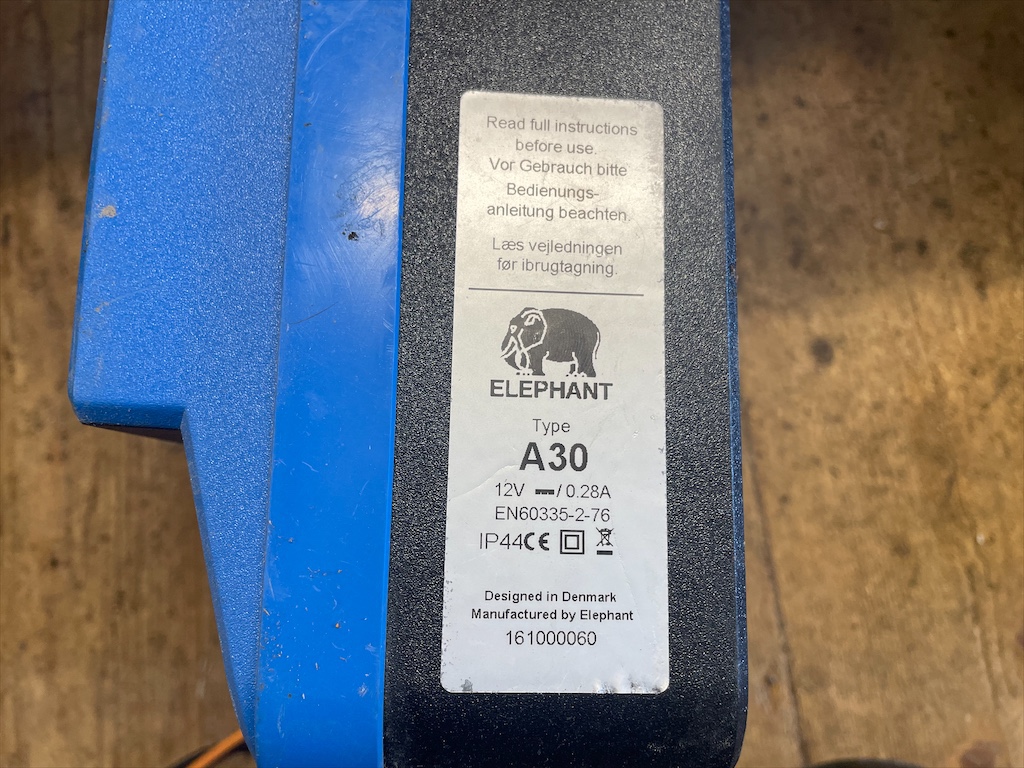 Read full instructions
before use.
Vor Gebrauch bitte
Bedienungs-
anleitung beachten.
Læs vejledningen
før ibrugtagning.
ELEPHANT
Type
A30
12V ⎓/ 0.28A
EN60335-2-76
IP44 CE
Designed in Denmark
Manufactured by Elephant
161000060